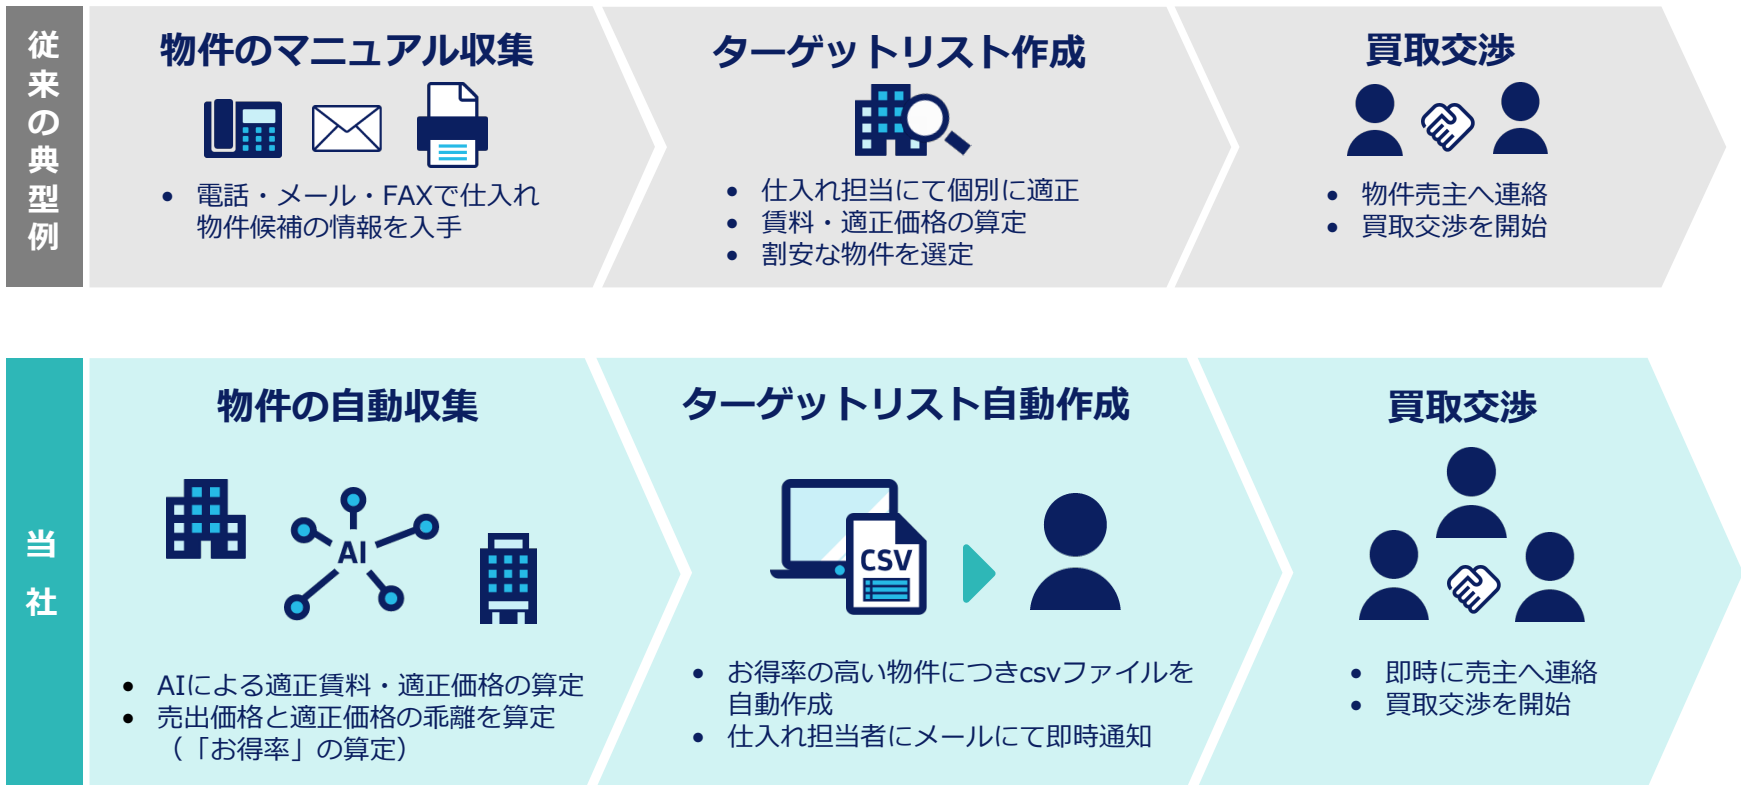 従来の典型例
物件のマニュアル収集
• 電話・メール・FAXで仕入れ
物件候補の情報を入手
ターゲットリスト作成
• 仕入れ担当にて個別に適正
• 賃料・適正価格の算定
• 割安な物件を選定
買取交渉
• 物件売主へ連絡
• 買取交渉を開始
当社
物件の自動収集
AI
• AIによる適正賃料・適正価格の算定
• 売出価格と適正価格の乖離を算定
（「お得率」の算定）
ターゲットリスト自動作成
CSV
• お得率の高い物件につきcsvファイルを
自動作成
• 仕入れ担当者にメールにて即時通知
買取交渉
• 即時に売主へ連絡
• 買取交渉を開始